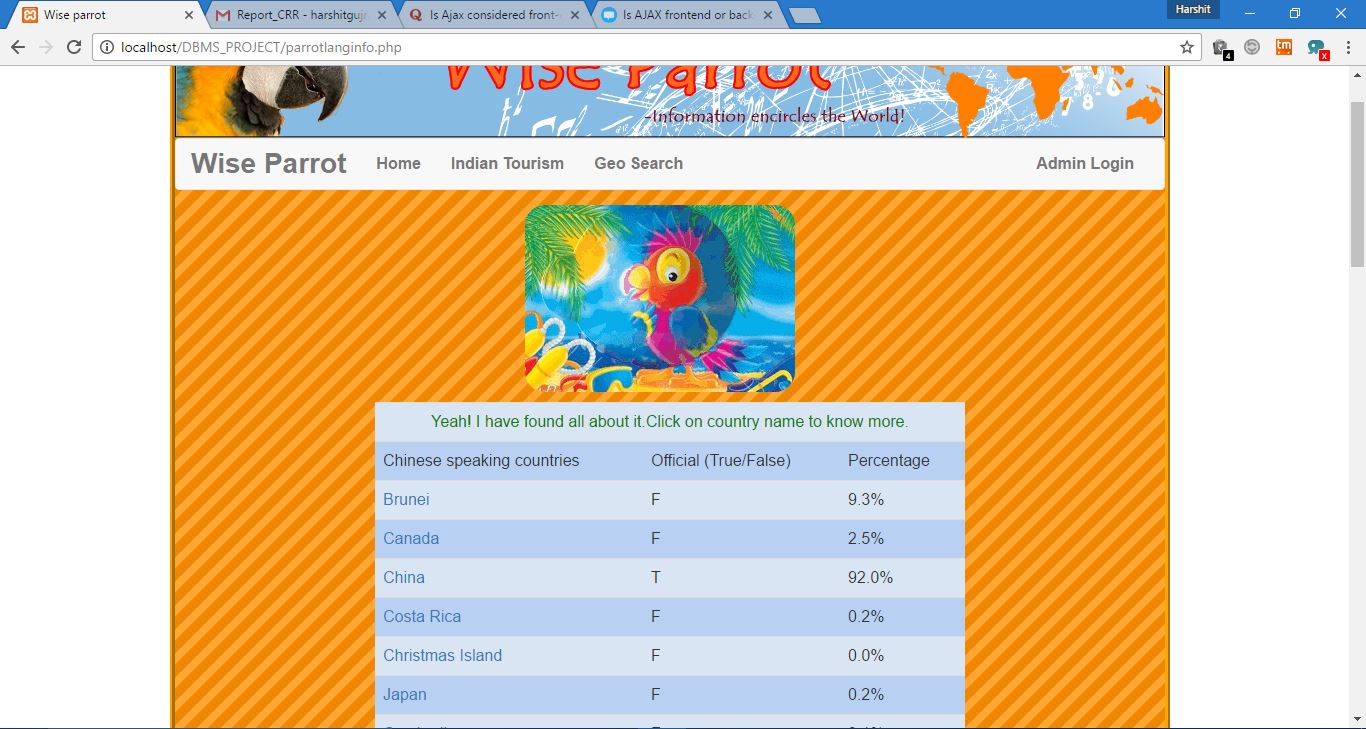 Wise parrot
Report_CRR - harshitguj
Is Ajax considered front-
Is AJAX frontend or back
Harshit
localhost/DBMS_PROJECT/parrotlanginfo.php
4
x
Wise Parrot
-Information encircles the World!
Wise Parrot
Home
Indian Tourism
Geo Search
Admin Login
Yeah! I have found all about it.Click on country name to know more.
Chinese speaking countries Official (True/False) Percentage
Brunei F 9.3%
Canada F 2.5%
China T 92.0%
Costa Rica F 0.2%
Christmas Island F 0.0%
Japan F 0.2%